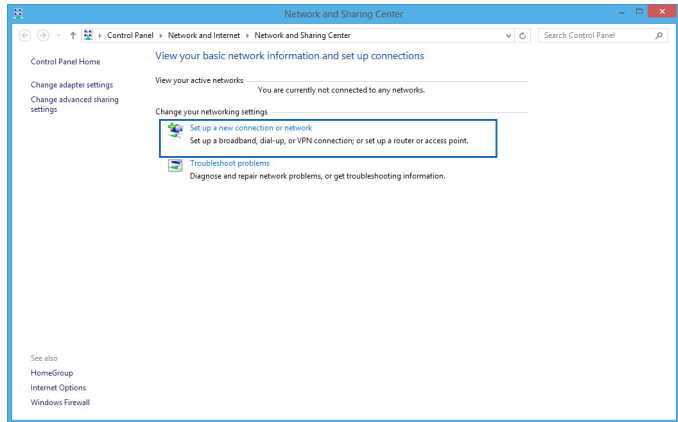 Network and Sharing Center
Control Panel Network and Internet Network and Sharing Center
Search Control Panel
Control Panel Home
Change adapter settings
Change advanced sharing
settings
View your basic network information and set up connections
View your active networks
You are currently not connected to any networks.
Change your networking settings
Set up a new connection or network
Set up a broadband, dial-up, or VPN connection; or set up a router or access point.
Troubleshoot problems
Diagnose and repair network problems, or get troubleshooting information.
See also
HomeGroup
Internet Options
Windows Firewall